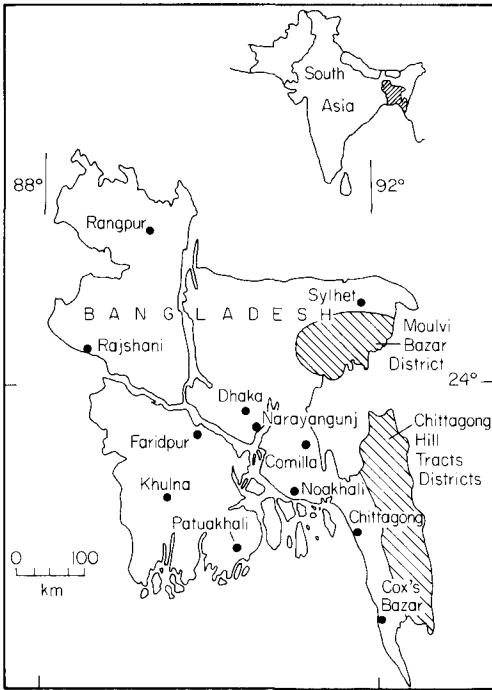 South
Asia
88°
92°
Rangpur
Sylhet
BANGLADESH
Moulvi
Bazar
District
Rajshani
24°
Dhaka
Narayangunj
Chittagong
Hill
Tracts
Districts
Faridpur
Comilla
Khulna
Noakhali
Patuakhali
Chittagong
0 100
km
Cox's
Bazar